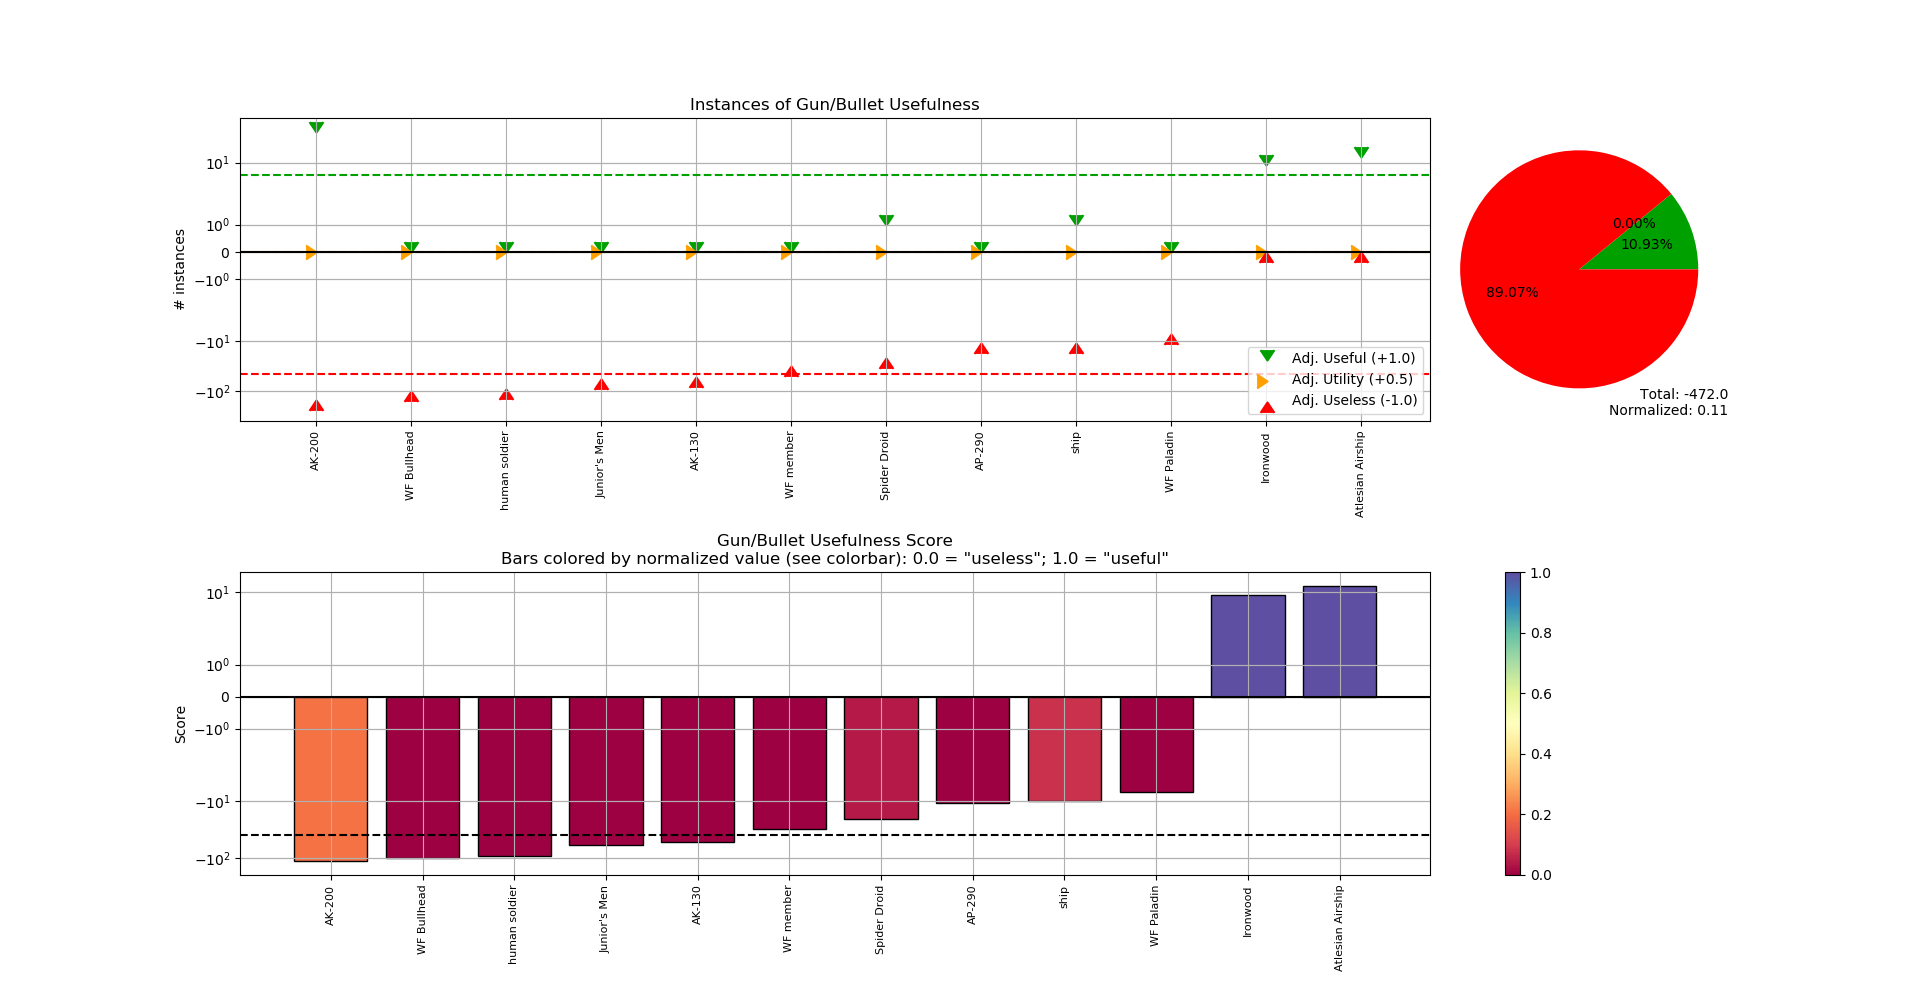 Instances of Gun/Bullet Usefulness
# instances
10¹
10⁰
0
−10⁰
−10¹
−10²
Adj. Useful (+1.0)
Adj. Utility (+0.5)
Adj. Useless (-1.0)
AK-200
WF Bullhead
human soldier
Junior's Men
AK-130
WF member
Spider Droid
AP-290
ship
WF Paladin
Ironwood
Atlesian Airship
0.00%
10.93%
89.07%
Total: -472.0
Normalized: 0.11
Gun/Bullet Usefulness Score
Bars colored by normalized value (see colorbar): 0.0 = "useless"; 1.0 = "useful"
Score
10¹
10⁰
0
−10⁰
−10¹
−10²
AK-200
WF Bullhead
human soldier
Junior's Men
AK-130
WF member
Spider Droid
AP-290
ship
WF Paladin
Ironwood
Atlesian Airship
1.0
0.8
0.6
0.4
0.2
0.0